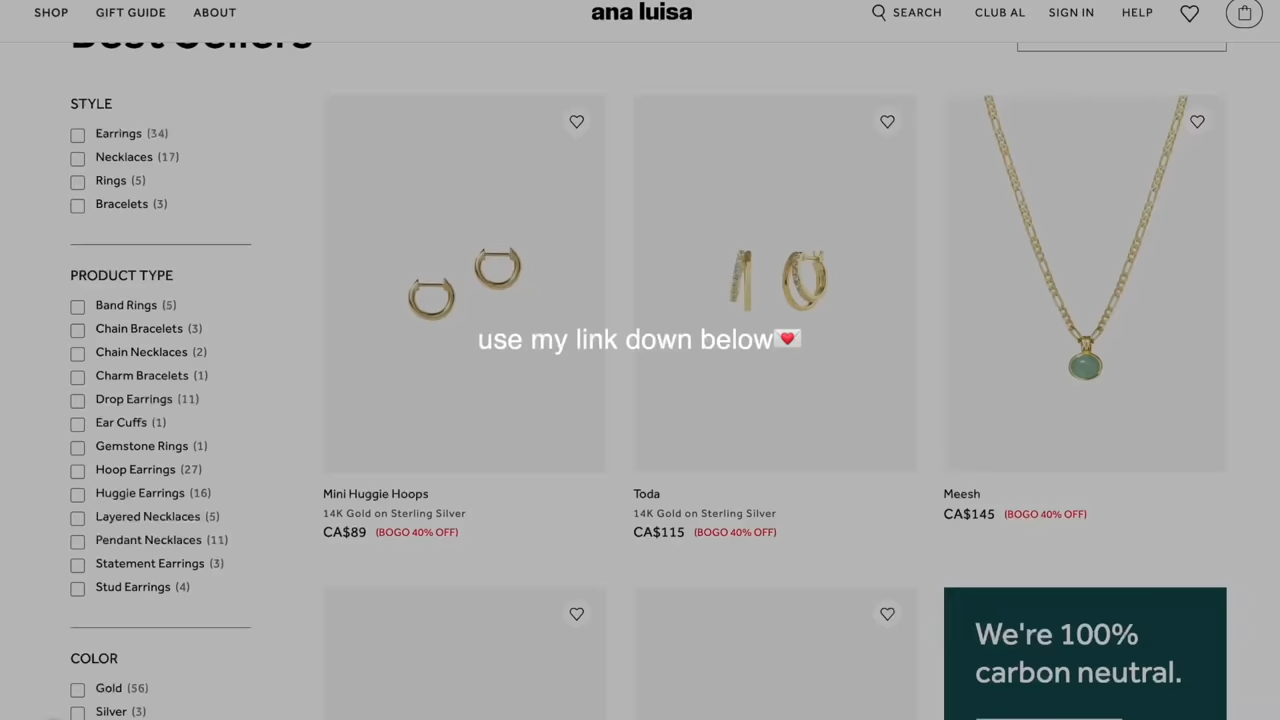 SHOP GIFT GUIDE ABOUT
ana luisa
SEARCH CLUB AL SIGN IN HELP
Best Sellers
STYLE
Earrings (34)
Necklaces (17)
Rings (5)
Bracelets (3)
PRODUCT TYPE
Band Rings (5)
Chain Bracelets (3)
Chain Necklaces (2)
Charm Bracelets (1)
Drop Earrings (11)
Ear Cuffs (1)
Gemstone Rings (1)
Hoop Earrings (27)
Huggie Earrings (16)
Layered Necklaces (5)
Pendant Necklaces (11)
Statement Earrings (3)
Stud Earrings (4)
COLOR
Gold (56)
Silver (3)
use my link down below💌
Mini Huggie Hoops
14K Gold on Sterling Silver
CA$89 (BOGO 40% OFF)
Toda
14K Gold on Sterling Silver
CA$115 (BOGO 40% OFF)
Meesh
CA$145 (BOGO 40% OFF)
We're 100%
carbon neutral.